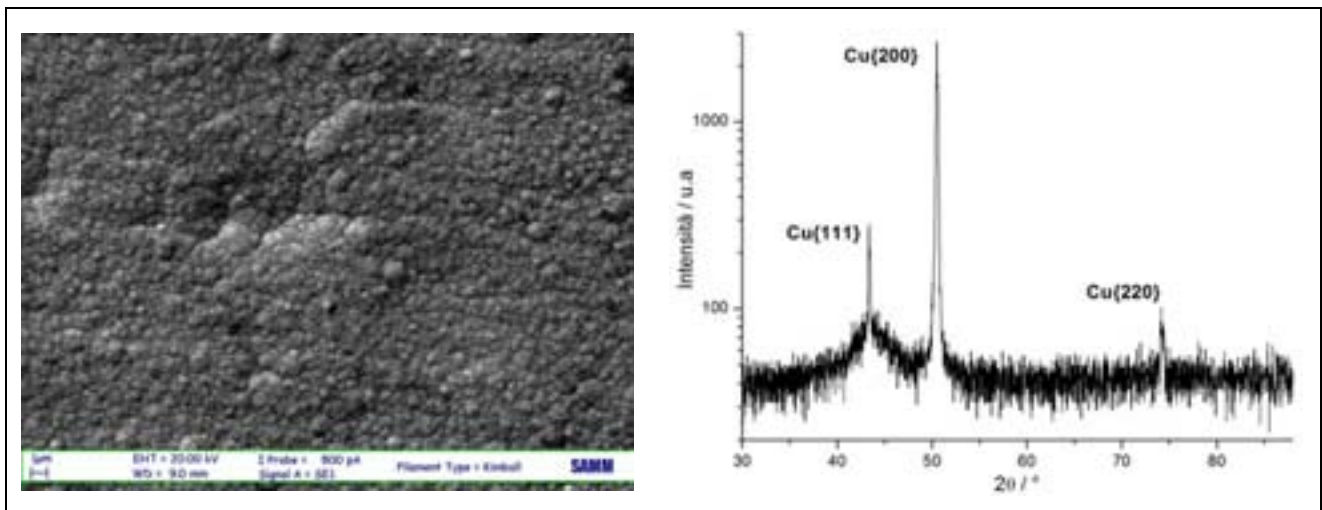 1µm
EHT = 20.00 kV
WD = 9.0 mm
I Probe = 800 pA
Signal A = SE1
Filament Type = Kimball
SAMM
Intensità / u.a
1000
100
Cu{200}
Cu{111}
Cu{220}
30 40 50 60 70 80
2θ / °